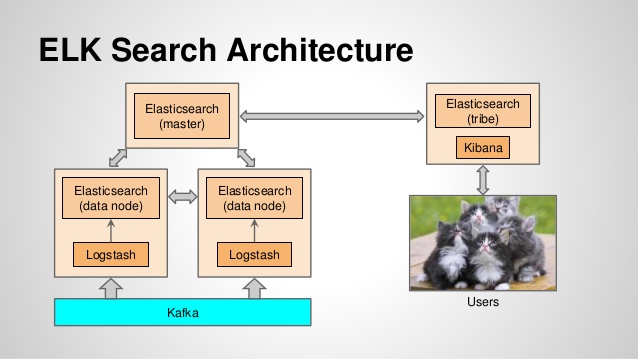 ELK Search Architecture
Elasticsearch
(master)
Elasticsearch
(tribe)
Kibana
Elasticsearch
(data node)
Logstash
Elasticsearch
(data node)
Logstash
Kafka
Users